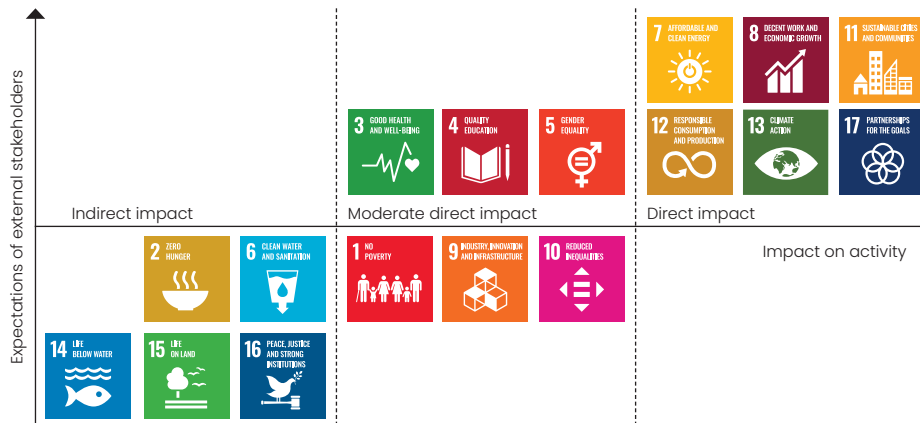 Expectations of external stakeholders
7 AFFORDABLE AND
CLEAN ENERGY
8 DECENT WORK AND
ECONOMIC GROWTH
11 SUSTAINABLE CITIES
AND COMMUNITIES
3 GOOD HEALTH
AND WELL-BEING
4 QUALITY
EDUCATION
5 GENDER
EQUALITY
12 RESPONSIBLE
CONSUMPTION
AND PRODUCTION
13 CLIMATE
ACTION
17 PARTNERSHIPS
FOR THE GOALS
Indirect impact
Moderate direct impact
Direct impact
Impact on activity
2 ZERO
HUNGER
6 CLEAN WATER
AND SANITATION
1 NO
POVERTY
9 INDUSTRY, INNOVATION
AND INFRASTRUCTURE
10 REDUCED
INEQUALITIES
14 LIFE
BELOW WATER
15 LIFE
ON LAND
16 PEACE, JUSTICE
AND STRONG
INSTITUTIONS